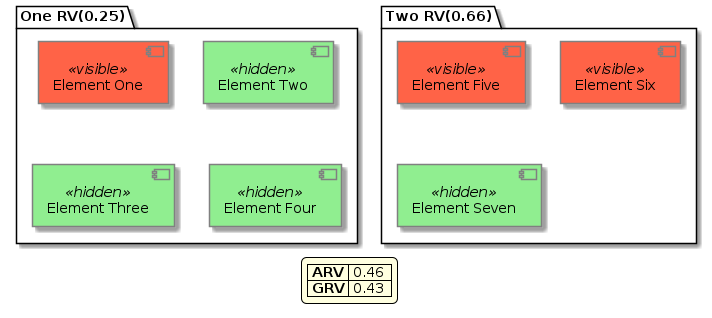 One RV(0.25)
«visible»
Element One
«hidden»
Element Two
«hidden»
Element Three
«hidden»
Element Four
Two RV(0.66)
«visible»
Element Five
«visible»
Element Six
«hidden»
Element Seven
ARV 0.46
GRV 0.43